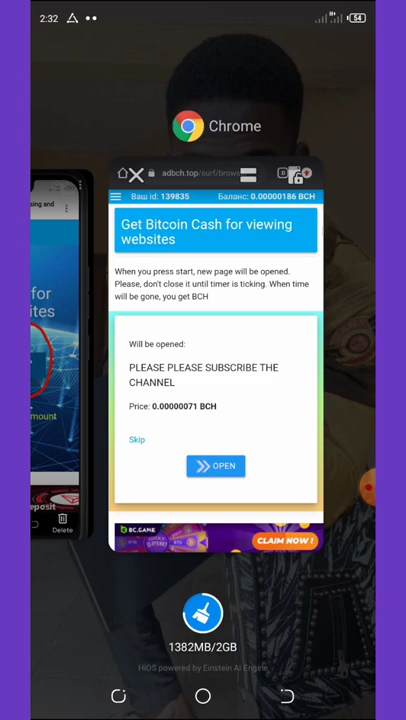 2:32
H+
54
Chrome
adbch.top/surf/brow
Ваш id: 139835
Баланс: 0.00000186 BCH
Get Bitcoin Cash for viewing
websites
When you press start, new page will be opened.
Please, don't close it until timer is ticking. When time
will be gone, you get BCH
Will be opened:
PLEASE PLEASE SUBSCRIBE THE
CHANNEL
Price: 0.00000071 BCH
Skip
OPEN
BC.GAME
CLAIM NOW!
sing and
for
ites
mount
eposit
Delete
1382MB/2GB
HiOS powered by Einstein AI Engine